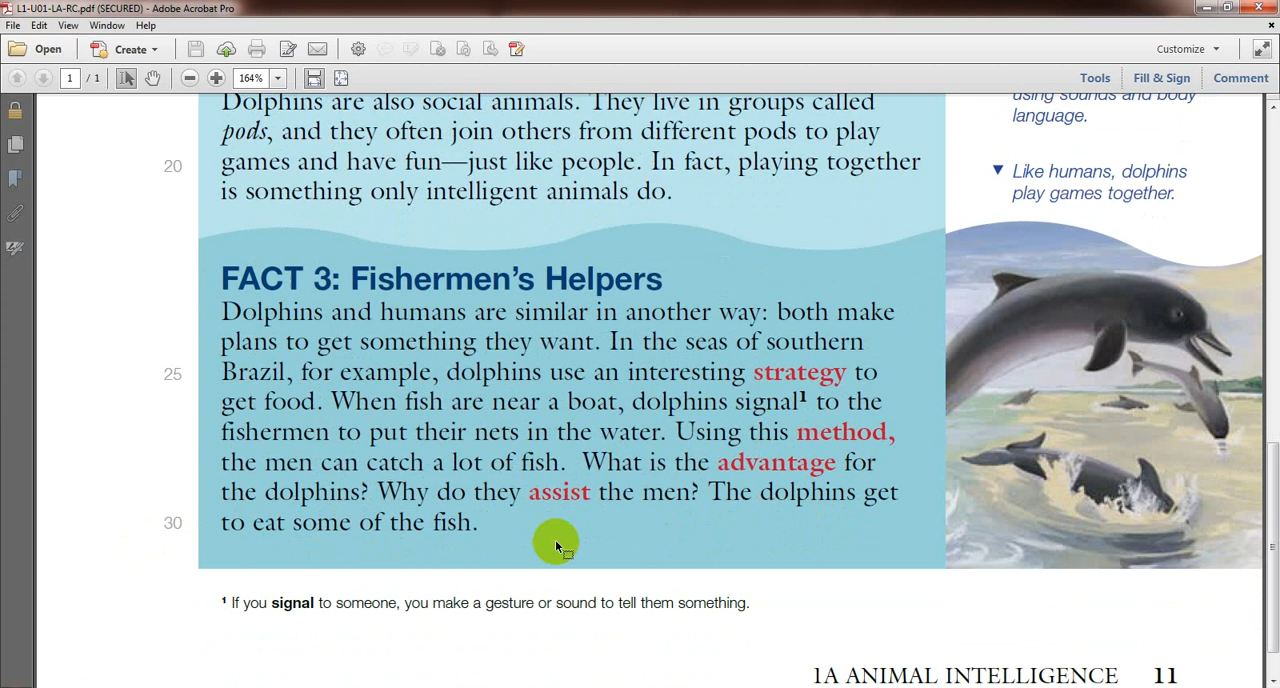 L1-U01-LA-RC.pdf (SECURED) - Adobe Acrobat Pro
File Edit View Window Help
Open Create Customize
1 / 1 164% Tools Fill & Sign Comment
Dolphins are also social animals. They live in groups called
pods, and they often join others from different pods to play
20 games and have fun—just like people. In fact, playing together
is something only intelligent animals do.
using sounds and body
language.
Like humans, dolphins
play games together.
FACT 3: Fishermen's Helpers
Dolphins and humans are similar in another way: both make
plans to get something they want. In the seas of southern
25 Brazil, for example, dolphins use an interesting strategy to
get food. When fish are near a boat, dolphins signal¹ to the
fishermen to put their nets in the water. Using this method,
the men can catch a lot of fish. What is the advantage for
the dolphins? Why do they assist the men? The dolphins get
30 to eat some of the fish.
¹ If you signal to someone, you make a gesture or sound to tell them something.
1A ANIMAL INTELLIGENCE 11